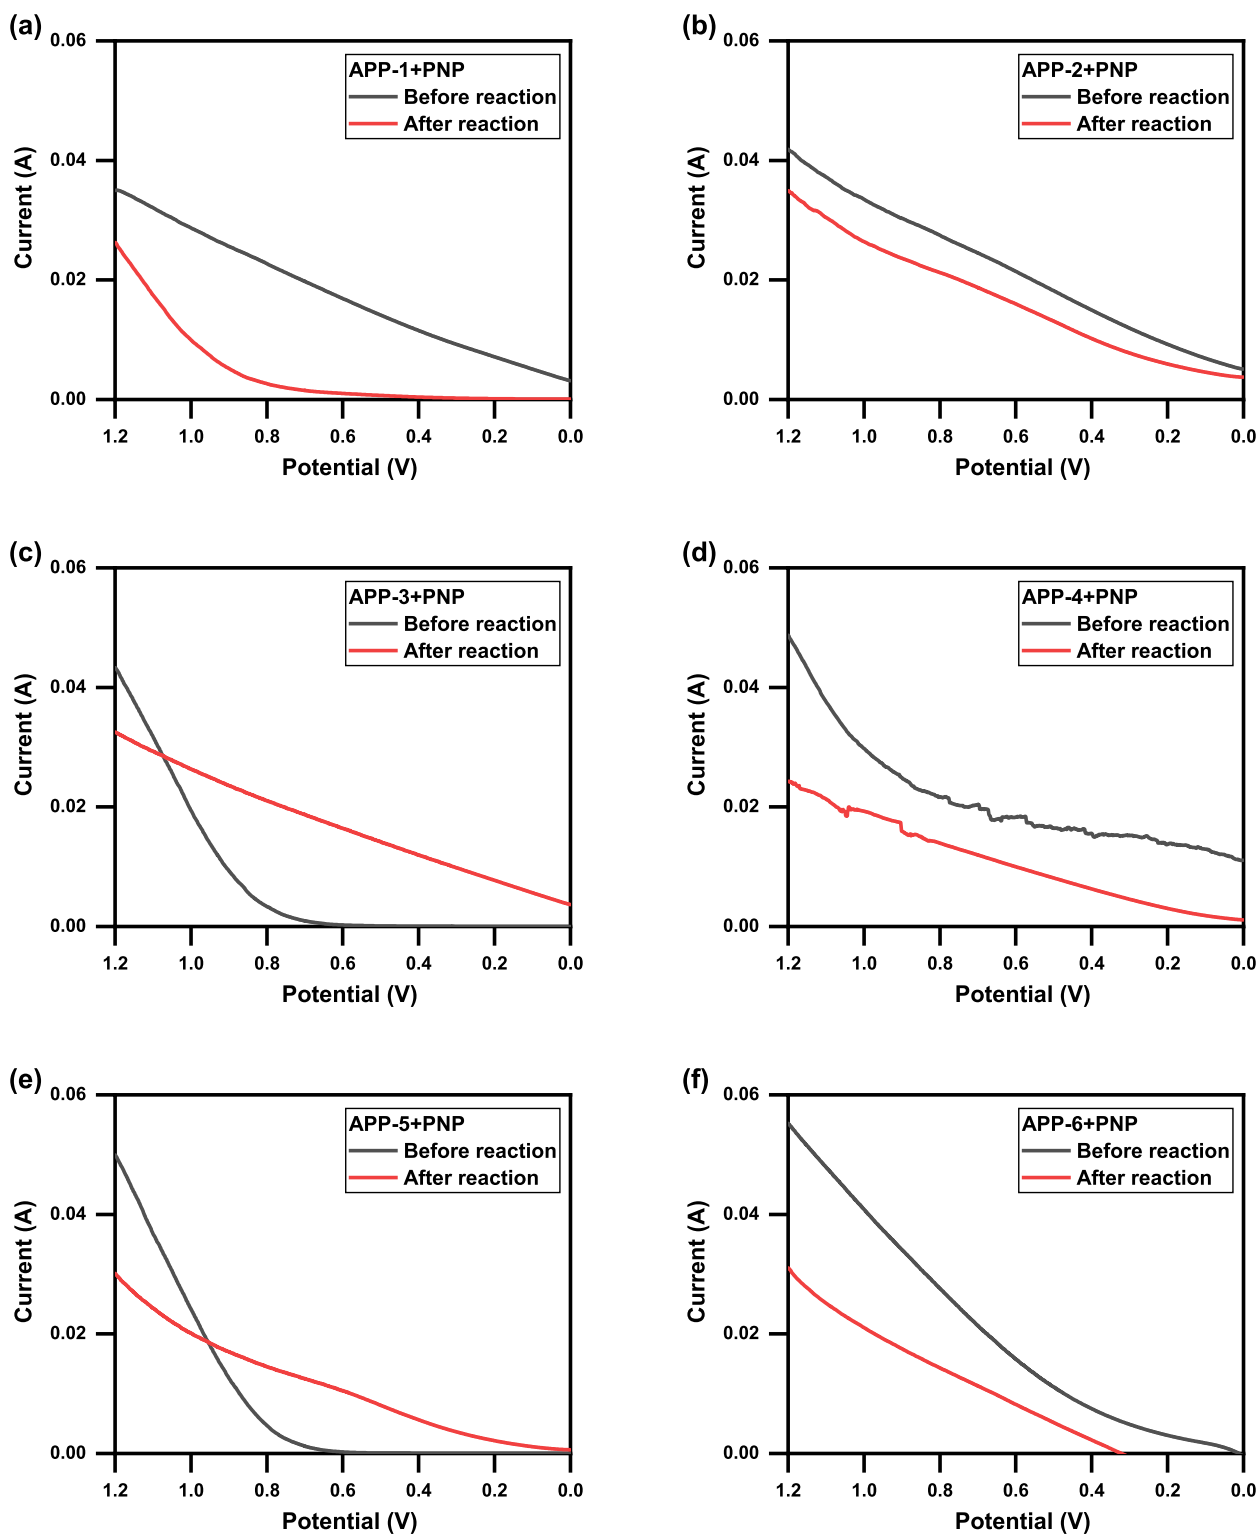 (a)
0.06
0.04
0.02
0.00
Current (A)
APP-1+PNP
Before reaction
After reaction
1.2 1.0 0.8 0.6 0.4 0.2 0.0
Potential (V)
(b)
0.06
0.04
0.02
0.00
Current (A)
APP-2+PNP
Before reaction
After reaction
1.2 1.0 0.8 0.6 0.4 0.2 0.0
Potential (V)
(c)
0.06
0.04
0.02
0.00
Current (A)
APP-3+PNP
Before reaction
After reaction
1.2 1.0 0.8 0.6 0.4 0.2 0.0
Potential (V)
(d)
0.06
0.04
0.02
0.00
Current (A)
APP-4+PNP
Before reaction
After reaction
1.2 1.0 0.8 0.6 0.4 0.2 0.0
Potential (V)
(e)
0.06
0.04
0.02
0.00
Current (A)
APP-5+PNP
Before reaction
After reaction
1.2 1.0 0.8 0.6 0.4 0.2 0.0
Potential (V)
(f)
0.06
0.04
0.02
0.00
Current (A)
APP-6+PNP
Before reaction
After reaction
1.2 1.0 0.8 0.6 0.4 0.2 0.0
Potential (V)